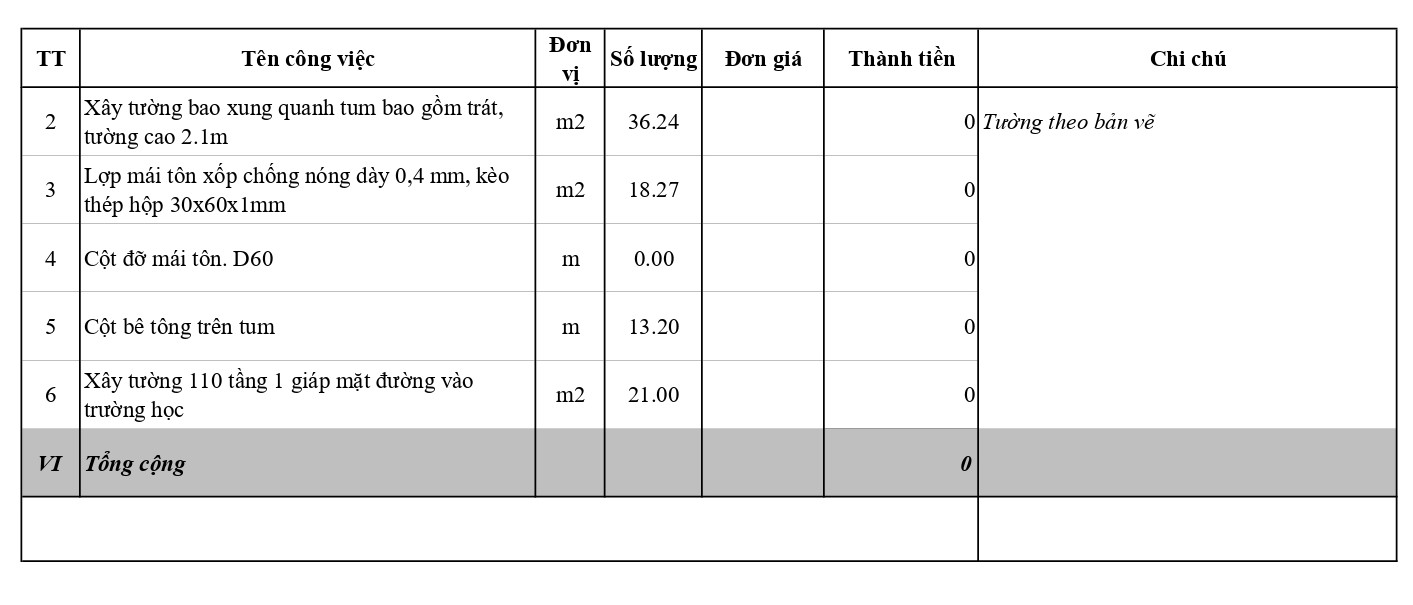 TT Tên công việc Đơn vị Số lượng Đơn giá Thành tiền Chi chú
2 Xây tường bao xung quanh tum bao gồm trát, m2 36.24 0 Tường theo bản vẽ
tường cao 2.1m
3 Lợp mái tôn xốp chống nóng dày 0,4 mm, kèo m2 18.27 0
thép hộp 30x60x1mm
4 Cột đỡ mái tôn. D60 m 0.00 0
5 Cột bê tông trên tum m 13.20 0
6 Xây tường 110 tầng 1 giáp mặt đường vào m2 21.00 0
trường học
VI Tổng cộng 0